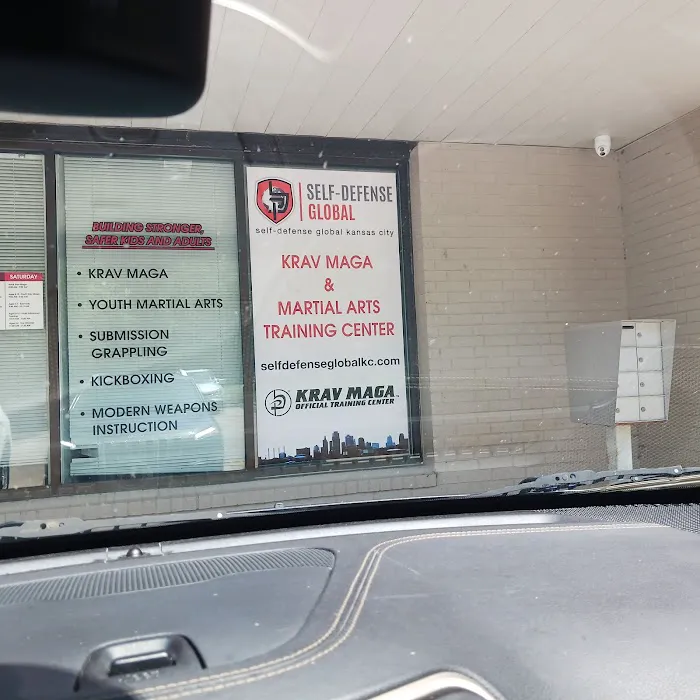 SATURDAY
BUILDING STRONGER,
SAFER KIDS AND ADULTS
• KRAV MAGA
• YOUTH MARTIAL ARTS
• SUBMISSION
GRAPPLING
• KICKBOXING
• MODERN WEAPONS
INSTRUCTION
SELF-DEFENSE
GLOBAL
self-defense global kansas city
KRAV MAGA
&
MARTIAL ARTS
TRAINING CENTER
selfdefenseglobalkc.com
KRAV MAGA
OFFICIAL TRAINING CENTER